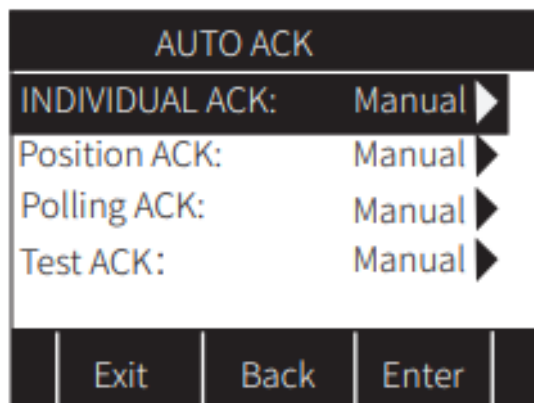 AUTO ACK
INDIVIDUAL ACK: Manual
Position ACK: Manual
Polling ACK: Manual
Test ACK: Manual
Exit Back Enter